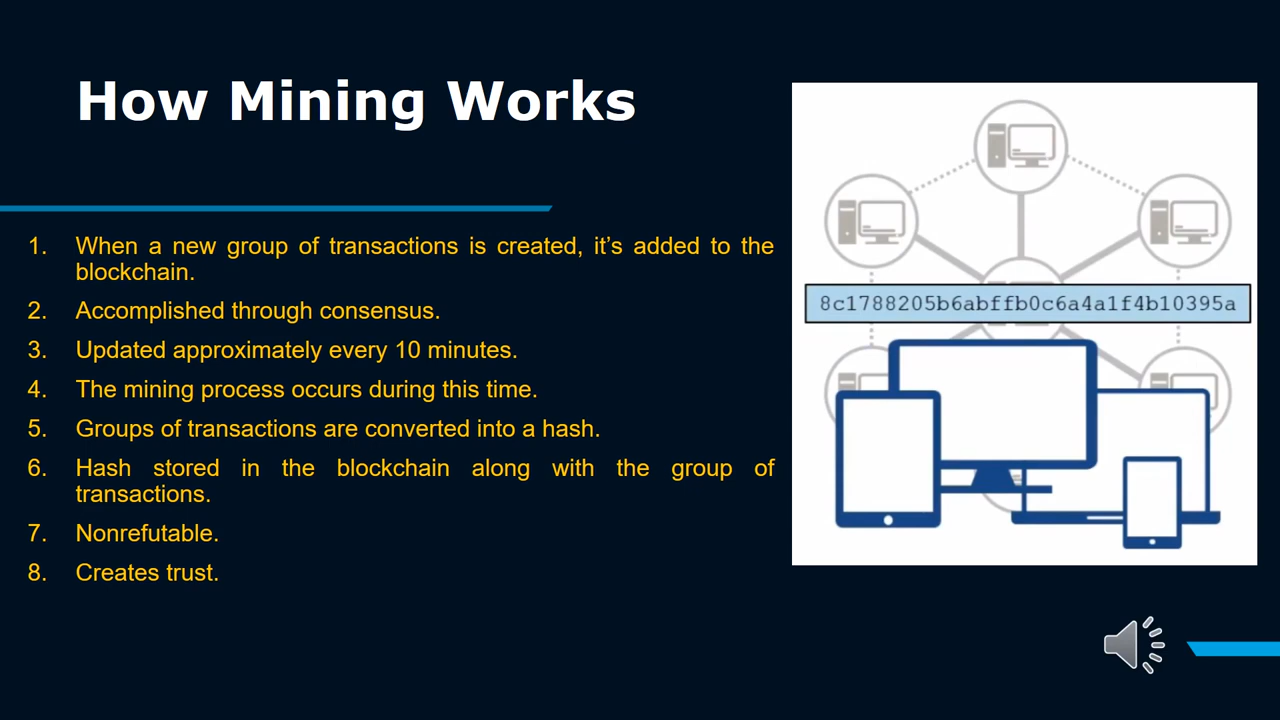 How Mining Works
1. When a new group of transactions is created, it’s added to the
blockchain.
2. Accomplished through consensus.
3. Updated approximately every 10 minutes.
4. The mining process occurs during this time.
5. Groups of transactions are converted into a hash.
6. Hash stored in the blockchain along with the group of
transactions.
7. Nonrefutable.
8. Creates trust.
8c1788205b6abffb0c6a4a1f4b10395a